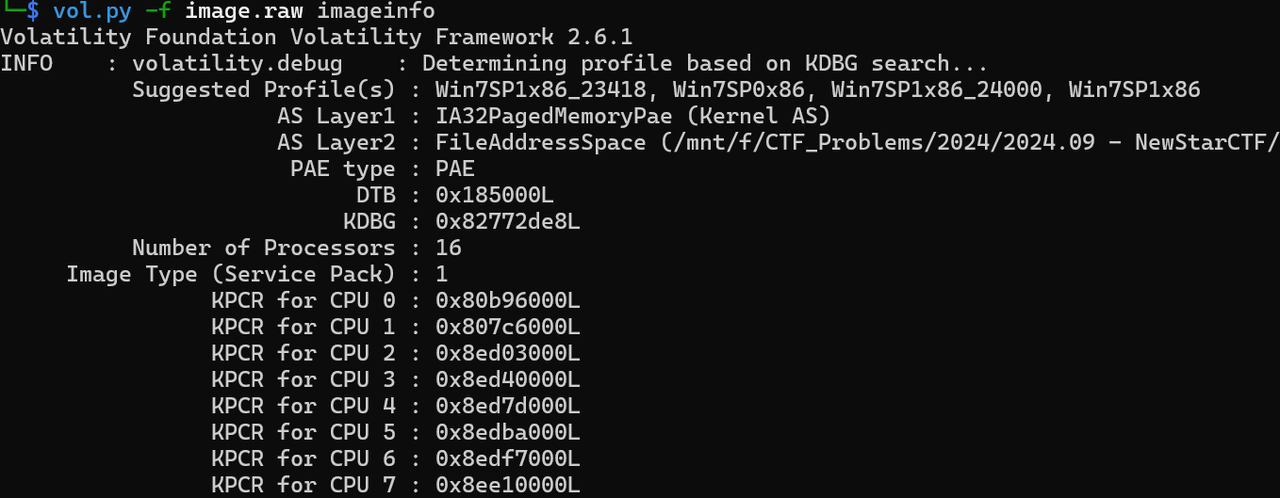 └─$ vol.py -f image.raw imageinfo
Volatility Foundation Volatility Framework 2.6.1
INFO    : volatility.debug    : Determining profile based on KDBG search...
          Suggested Profile(s) : Win7SP1x86_23418, Win7SP0x86, Win7SP1x86_24000, Win7SP1x86
                     AS Layer1 : IA32PagedMemoryPae (Kernel AS)
                     AS Layer2 : FileAddressSpace (/mnt/f/CTF_Problems/2024/2024.09 - NewStarCTF/
                      PAE type : PAE
                           DTB : 0x185000L
                          KDBG : 0x82772de8L
          Number of Processors : 16
     Image Type (Service Pack) : 1
                KPCR for CPU 0 : 0x80b96000L
                KPCR for CPU 1 : 0x807c6000L
                KPCR for CPU 2 : 0x8ed03000L
                KPCR for CPU 3 : 0x8ed40000L
                KPCR for CPU 4 : 0x8ed7d000L
                KPCR for CPU 5 : 0x8edba000L
                KPCR for CPU 6 : 0x8edf7000L
                KPCR for CPU 7 : 0x8ee10000L